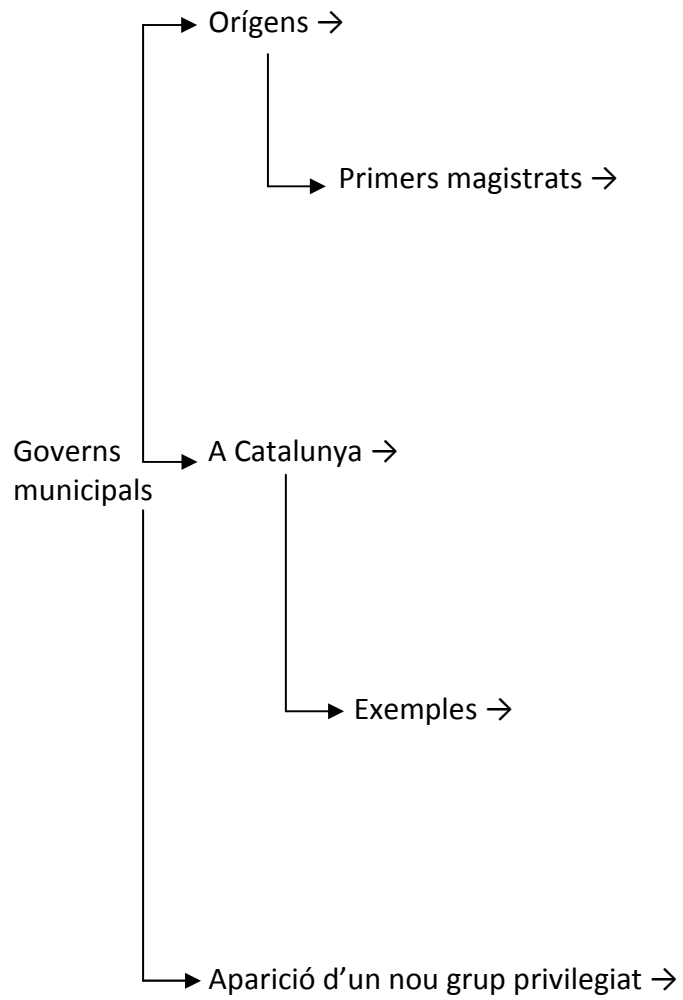 Orígens →
Primers magistrats →
Governs
municipals
A Catalunya →
Exemples →
Aparició d’un nou grup privilegiat →